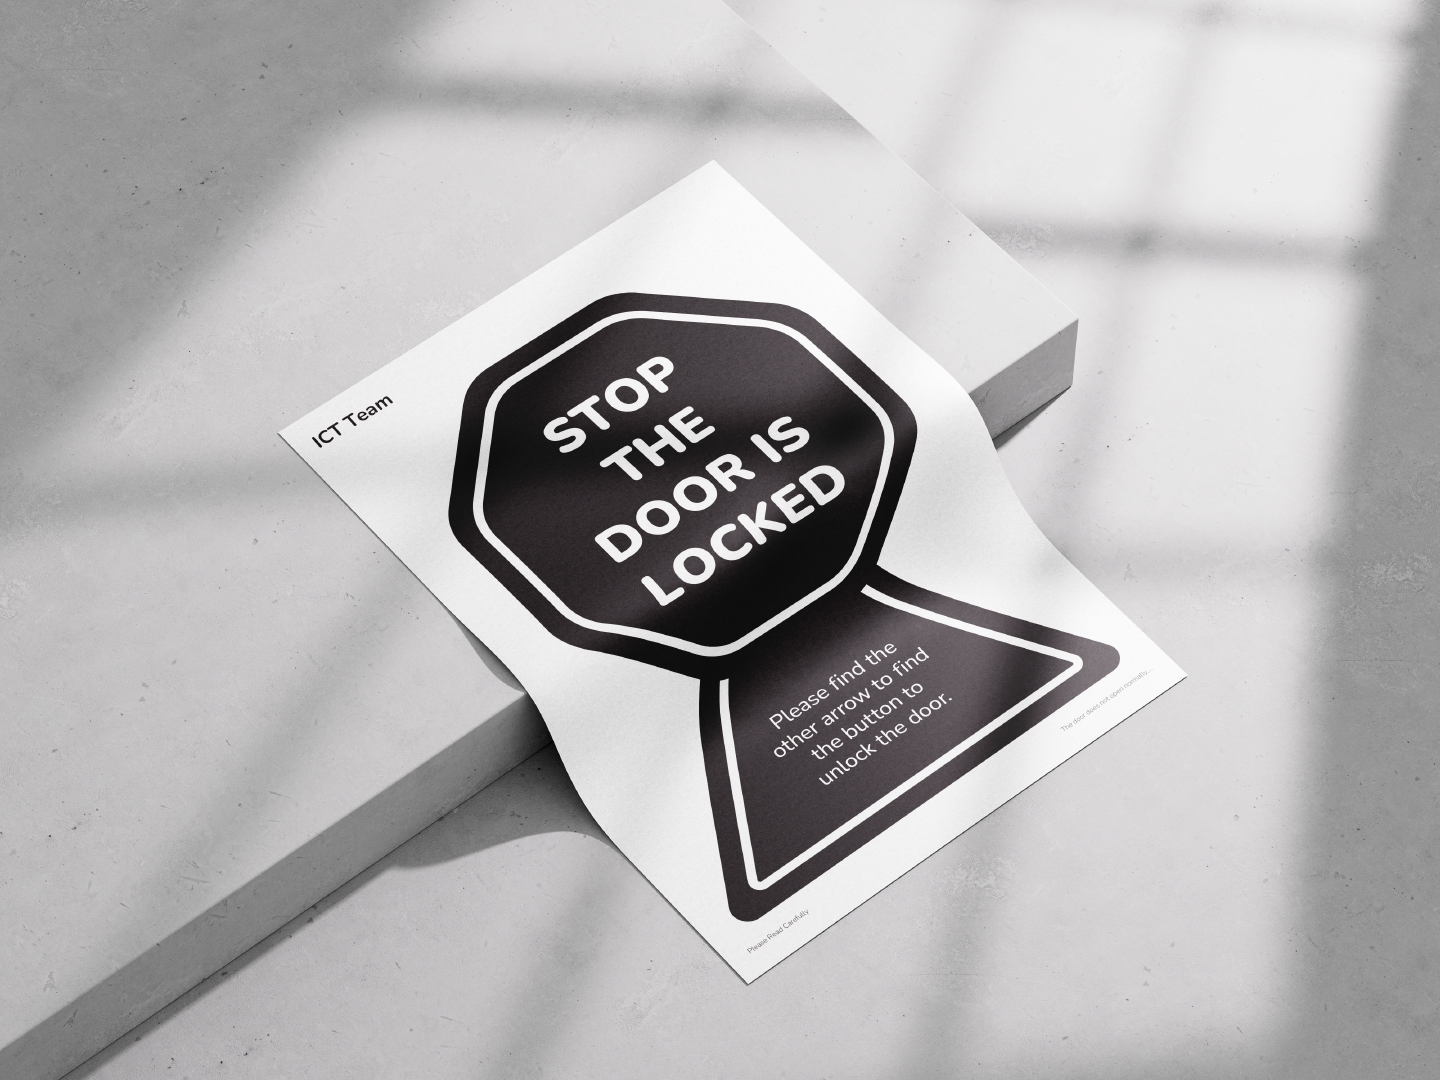 ICT Team
STOP
THE
DOOR IS
LOCKED
Please find the
other arrow to find
the button to
unlock the door.
Please Read Carefully
The door does not open normally....